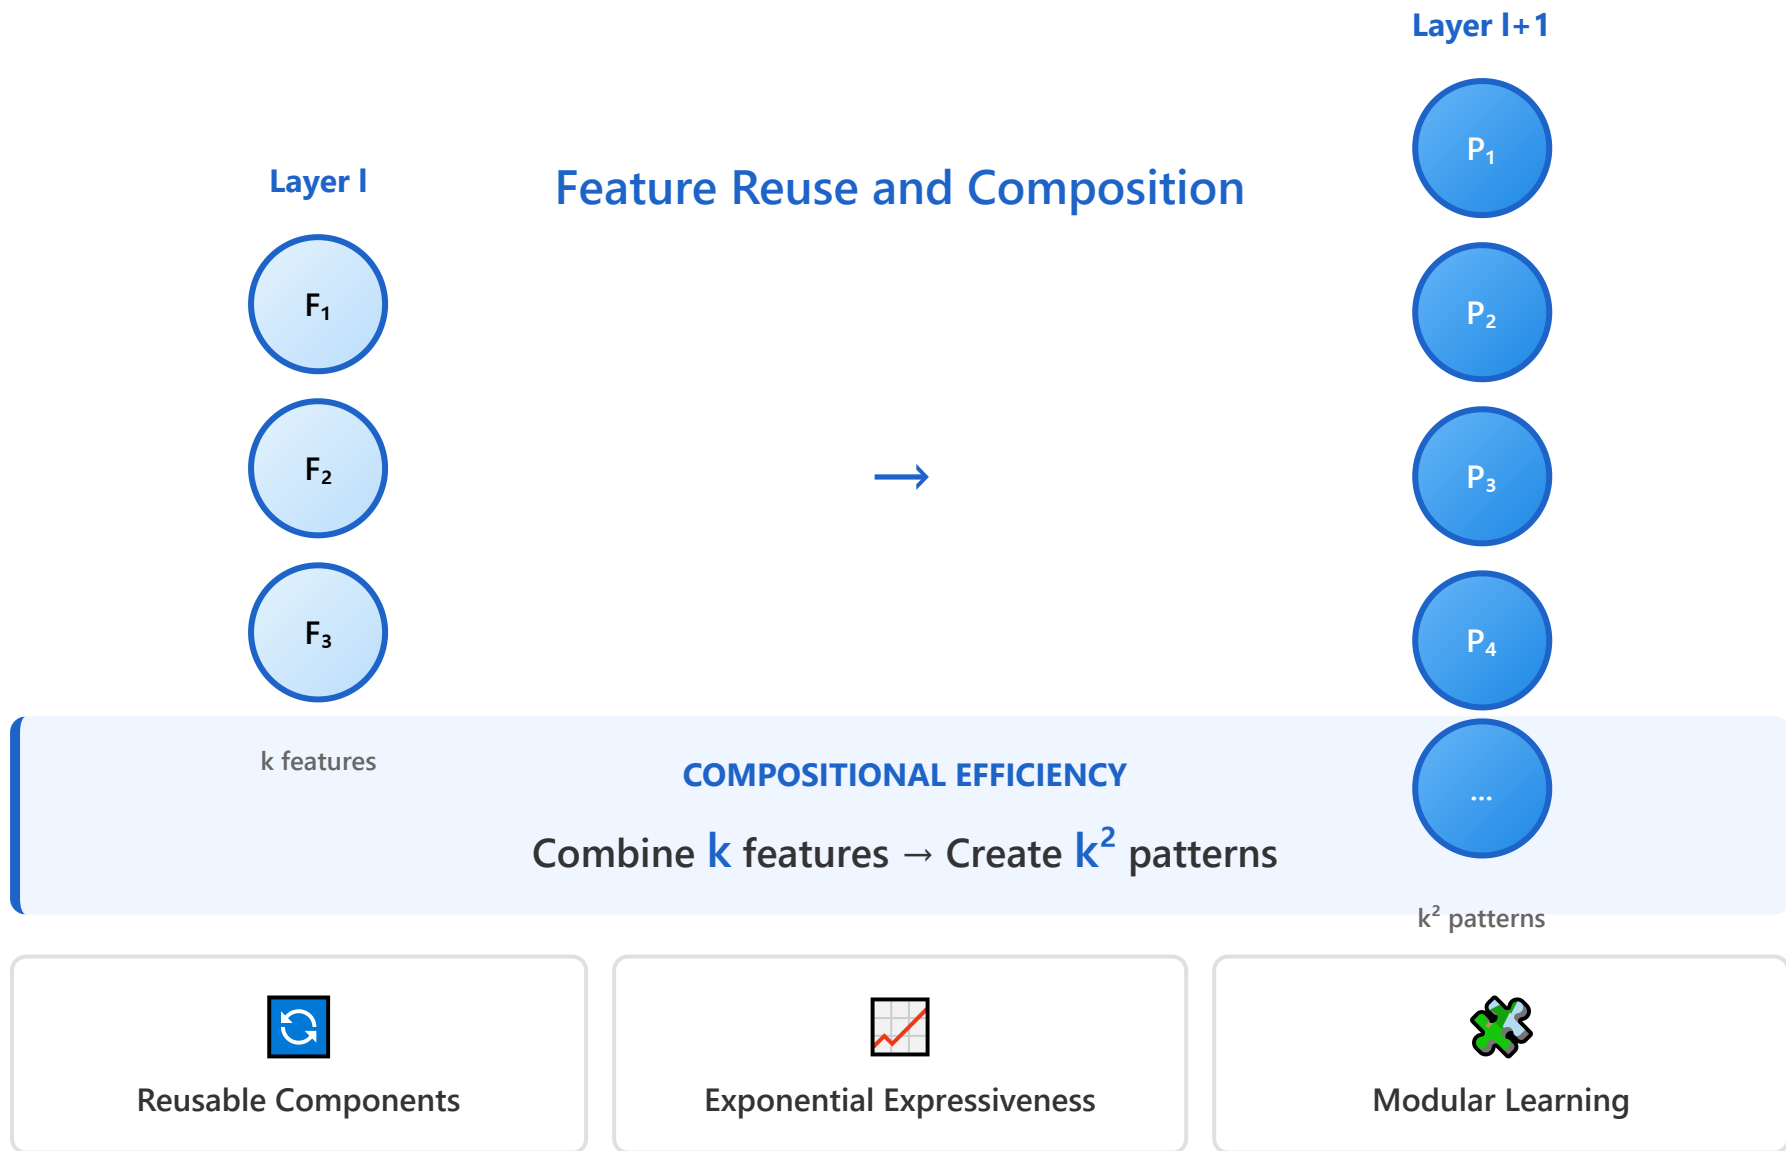 Feature Reuse and Composition
Layer l
F₁
F₂
F₃
k features
→
Layer l+1
P₁
P₂
P₃
P₄
...
k² patterns
COMPOSITIONAL EFFICIENCY
Combine k features → Create k² patterns
Reusable Components
Exponential Expressiveness
Modular Learning